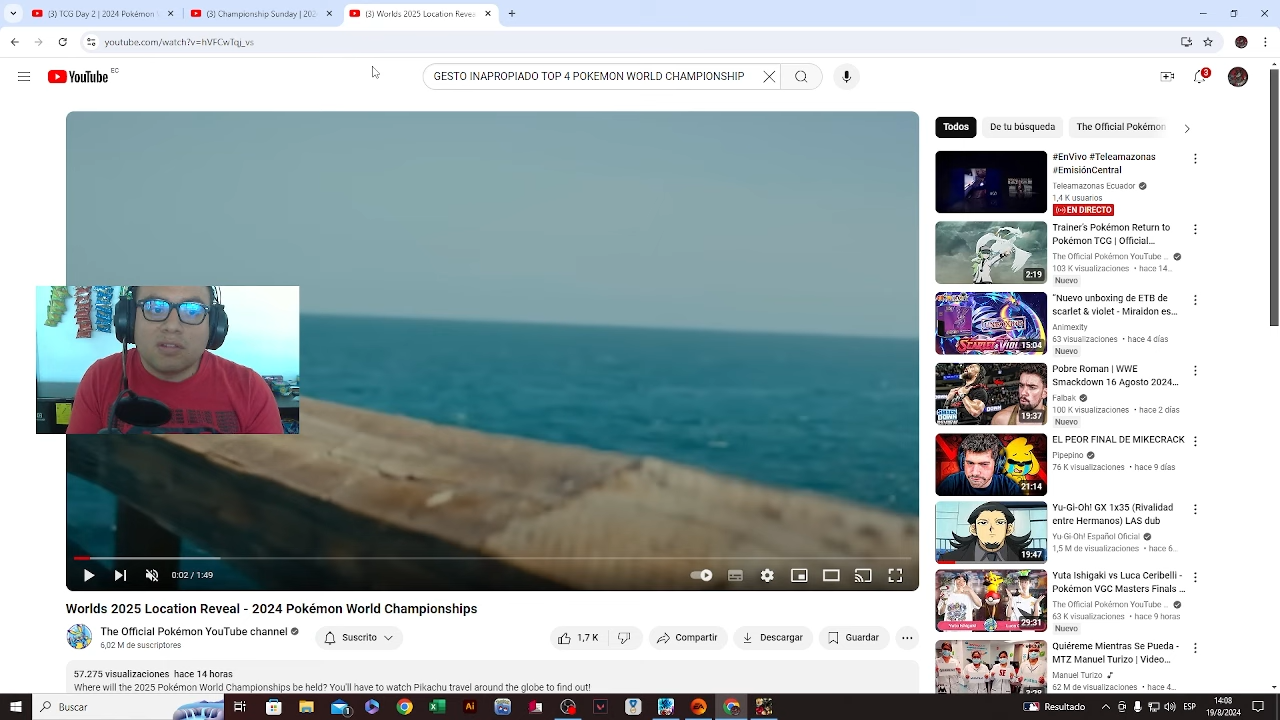 (3) TCG Day 2 | 2024 Pokémon
(3) Championship Sunday | 202
(3) Worlds 2025 Location Revea
youtube.com/watch?v=hVFCwTqj_vs
YouTube EC
GESTO INAPROPIADO TOP 4 POKEMON WORLD CHAMPIONSHIP
3
Todos
De tu búsqueda
The Official Pokémon
#EnVivo #Teleamazonas
#EmisiónCentral
Teleamazonas Ecuador
1,4 K usuarios
EN DIRECTO
Trainer's Pokémon Return to
Pokémon TCG | Official...
The Official Pokémon YouTube ..
103 K visualizaciones • hace 14...
Nuevo
2:19
"Nuevo unboxing de ETB de
scarlet & violet - Miraidon es...
Animexlty
63 visualizaciones • hace 4 días
Nuevo
15:04
Pobre Roman | WWE
Smackdown 16 Agosto 2024...
Falbak
100 K visualizaciones • hace 2 días
Nuevo
19:37
EL PEOR FINAL DE MIKECRACK
Pipepino
76 K visualizaciones • hace 9 días
21:14
Yu-Gi-Oh! GX 1x35 (Rivalidad
entre Hermanos) LAS dub
Yu-Gi-Oh! Español Oficial
1,5 M de visualizaciones • hace 6...
19:47
Yuta Ishigaki vs Luca Ceribelli -
Pokémon VGC Masters Finals ...
The Official Pokémon YouTube ..
63 K visualizaciones • hace 9 horas
Nuevo
23:31
Quiéreme Mientras Se Pueda -
MTZ Manuel Turizo | Video...
Manuel Turizo
62 M de visualizaciones • hace 4...
0:02 / 1:49
Worlds 2025 Location Reveal - 2024 Pokémon World Championships
The Official Pokémon YouTube channel
6,02 M de suscriptores
Suscrito
7 K
Compartir
Descargar
Guardar
57.275 visualizaciones hace 14 horas
Where will the 2025 Pokémon World Championships be held? You'll have to watch Pikachu travel around the globe to find out!
Buscar
Resultado
ESP
14:08
19/8/2024